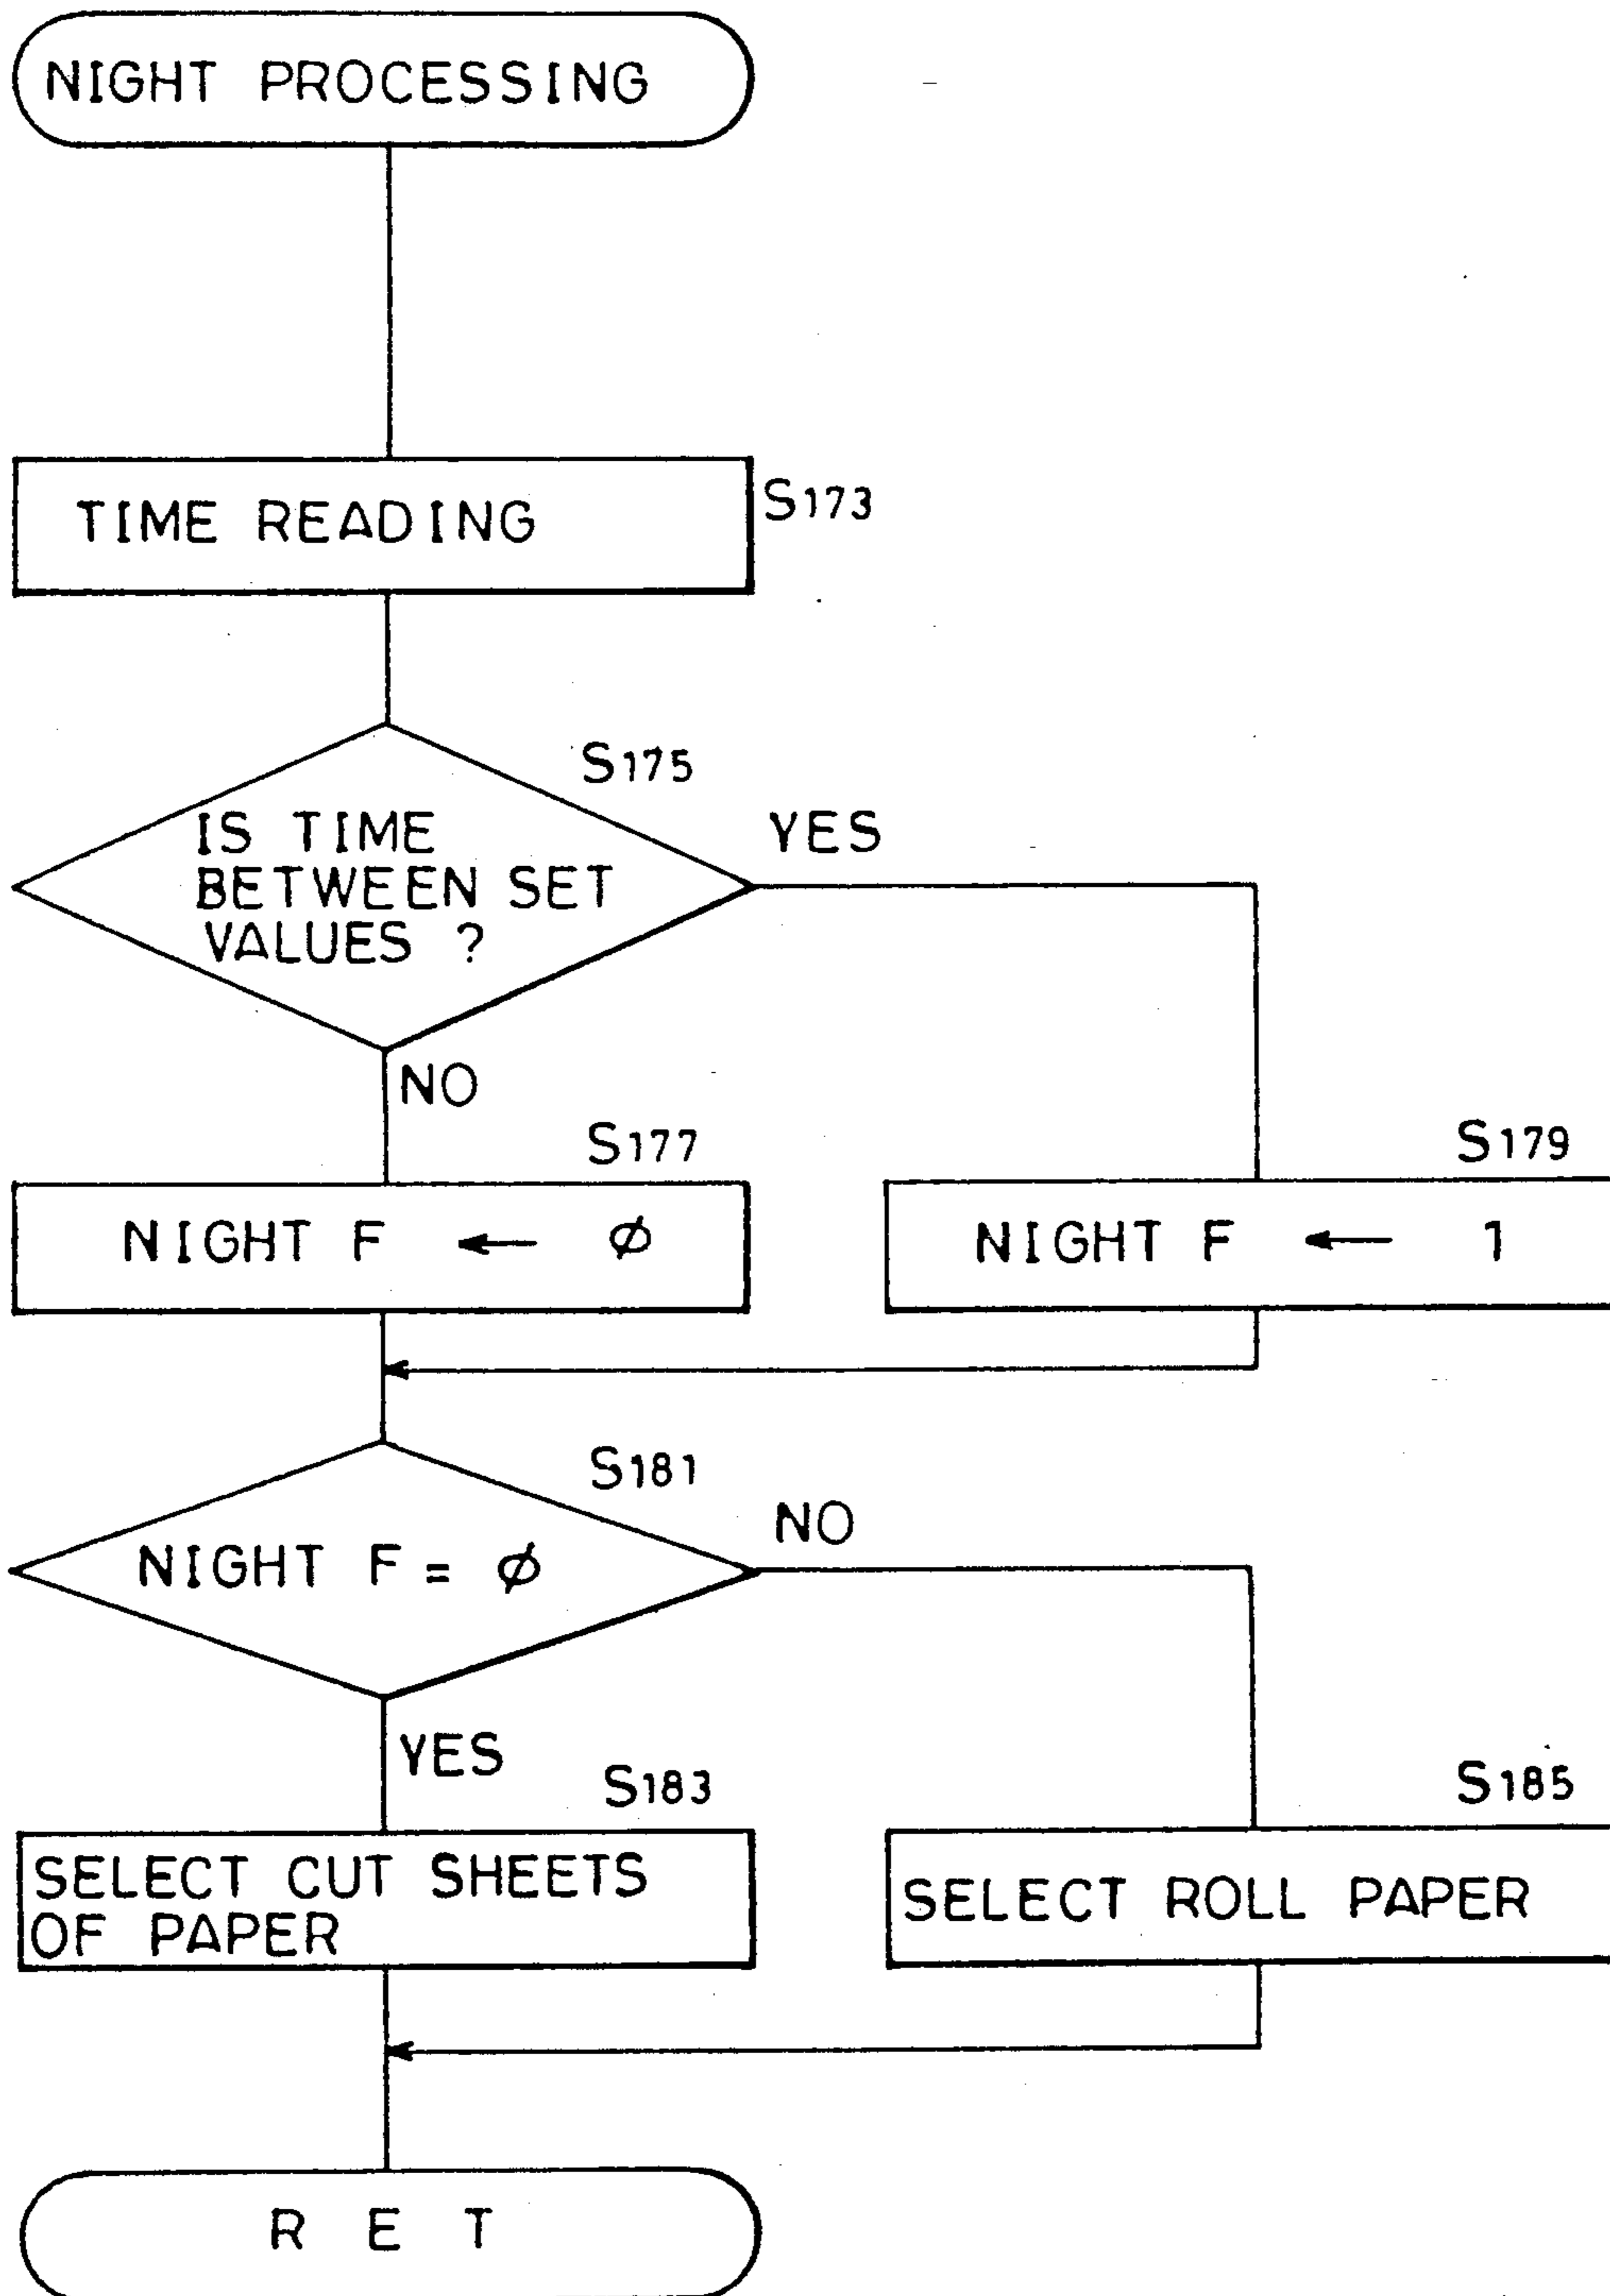 NIGHT PROCESSING
TIME READING
S173
S175
IS TIME
BETWEEN SET
VALUES ?
YES
NO
S177
NIGHT F ← ϕ
S179
NIGHT F ← 1
S181
NIGHT F = ϕ
NO
YES
S183
SELECT CUT SHEETS
OF PAPER
S185
SELECT ROLL PAPER
R E T